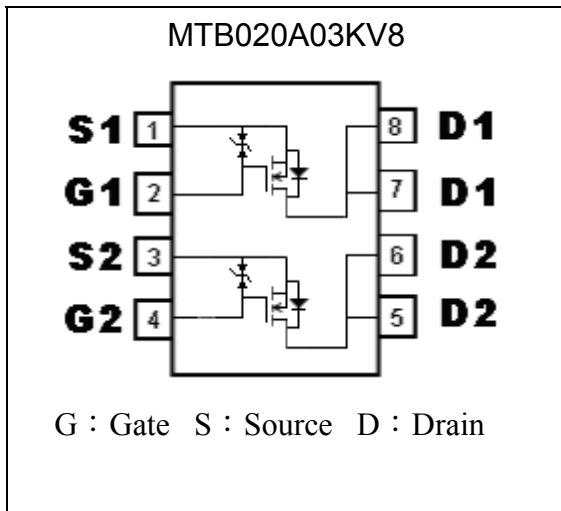 MTB020A03KV8
S1 1 8 D1
G1 2 7 D1
S2 3 6 D2
G2 4 5 D2
G：Gate S：Source D：Drain